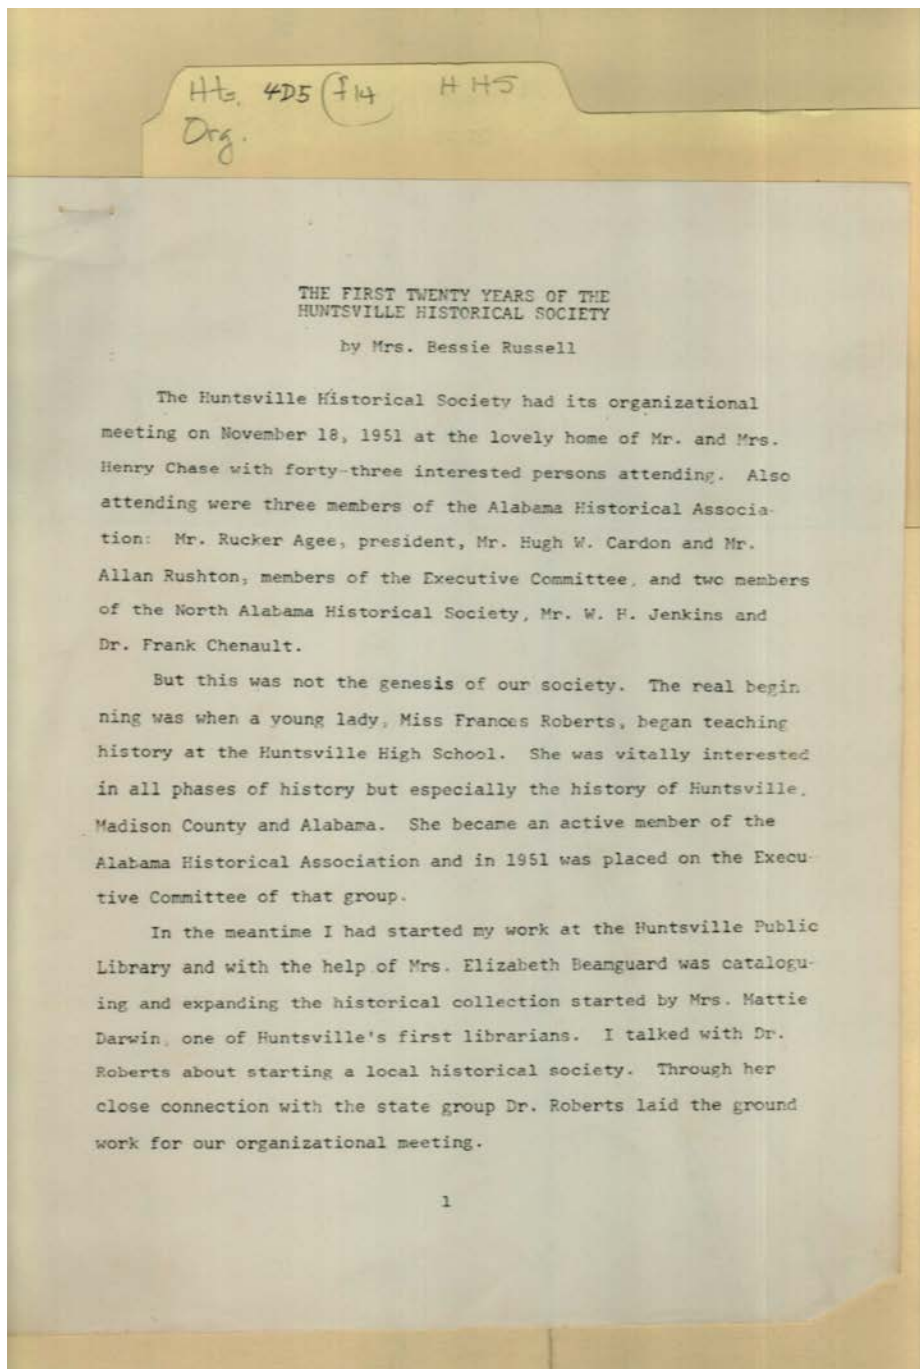 Hts. 4D5 (f14 HHS
Org.
THE FIRST TWENTY YEARS OF THE
HUNTSVILLE HISTORICAL SOCIETY
by Mrs. Bessie Russell
The Huntsville Historical Society had its organizational
meeting on November 18, 1951 at the lovely home of Mr. and Mrs.
Henry Chase with forty-three interested persons attending. Also
attending were three members of the Alabama Historical Associa-
tion: Mr. Rucker Agee, president, Mr. Hugh W. Cardon and Mr.
Allan Rushton, members of the Executive Committee, and two members
of the North Alabama Historical Society, Mr. W. H. Jenkins and
Dr. Frank Chenault.
But this was not the genesis of our society. The real begin
ning was when a young lady, Miss Frances Roberts, began teaching
history at the Huntsville High School. She was vitally interested
in all phases of history but especially the history of Huntsville,
Madison County and Alabama. She became an active member of the
Alabama Historical Association and in 1951 was placed on the Execu-
tive Committee of that group.
In the meantime I had started my work at the Huntsville Public
Library and with the help of Mrs. Elizabeth Beamguard was catalogu-
ing and expanding the historical collection started by Mrs. Mattie
Darwin, one of Huntsville's first librarians. I talked with Dr.
Roberts about starting a local historical society. Through her
close connection with the state group Dr. Roberts laid the ground
work for our organizational meeting.
1